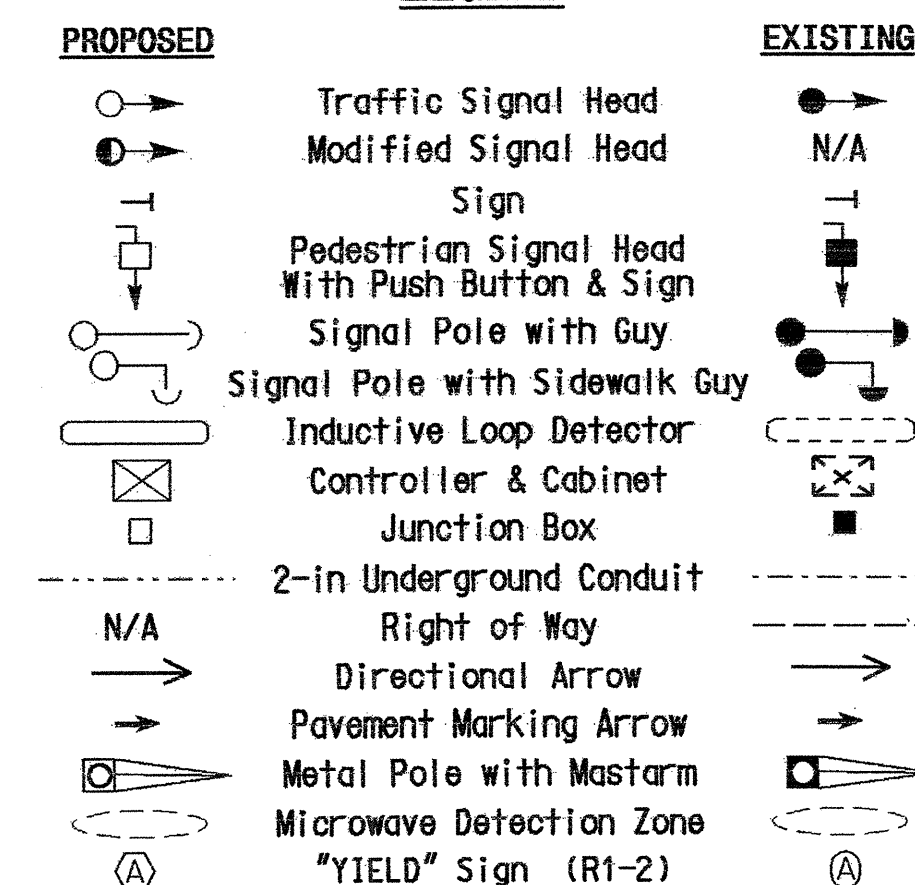 PROPOSED EXISTING
Traffic Signal Head
Modified Signal Head N/A
Sign
Pedestrian Signal Head
With Push Button & Sign
Signal Pole with Guy
Signal Pole with Sidewalk Guy
Inductive Loop Detector
Controller & Cabinet
Junction Box
2-in Underground Conduit
N/A Right of Way
Directional Arrow
Pavement Marking Arrow
Metal Pole with Mastarm
Microwave Detection Zone
A "YIELD" Sign (R1-2) A